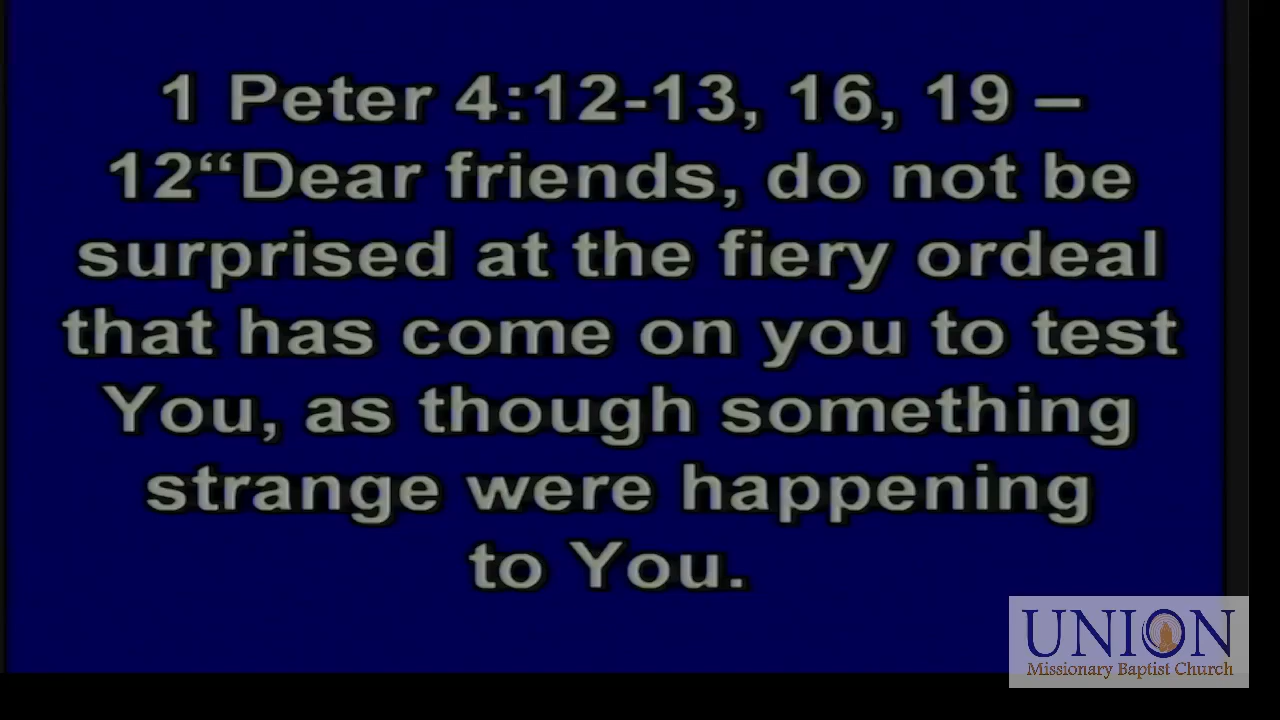 1 Peter 4:12-13, 16, 19 –
12“Dear friends, do not be
surprised at the fiery ordeal
that has come on you to test
You, as though something
strange were happening
to You.
UNION
Missionary Baptist Church